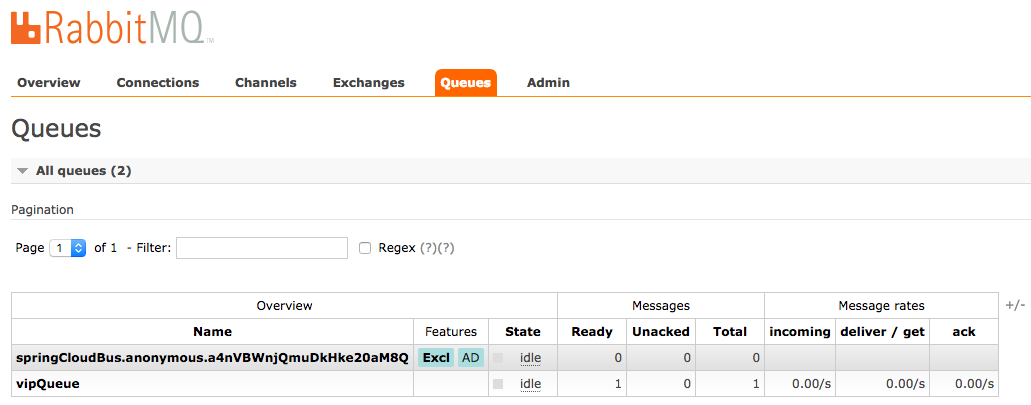 RabbitMQ TM
Overview Connections Channels Exchanges Queues Admin
Queues
All queues (2)
Pagination
Page 1 of 1 - Filter: Regex (?)(?)
Overview Messages Message rates +/-
Name Features State Ready Unacked Total incoming deliver / get ack
springCloudBus.anonymous.a4nVBWnjQmuDkHke20aM8Q Excl AD idle 0 0 0
vipQueue idle 1 0 1 0.00/s 0.00/s 0.00/s